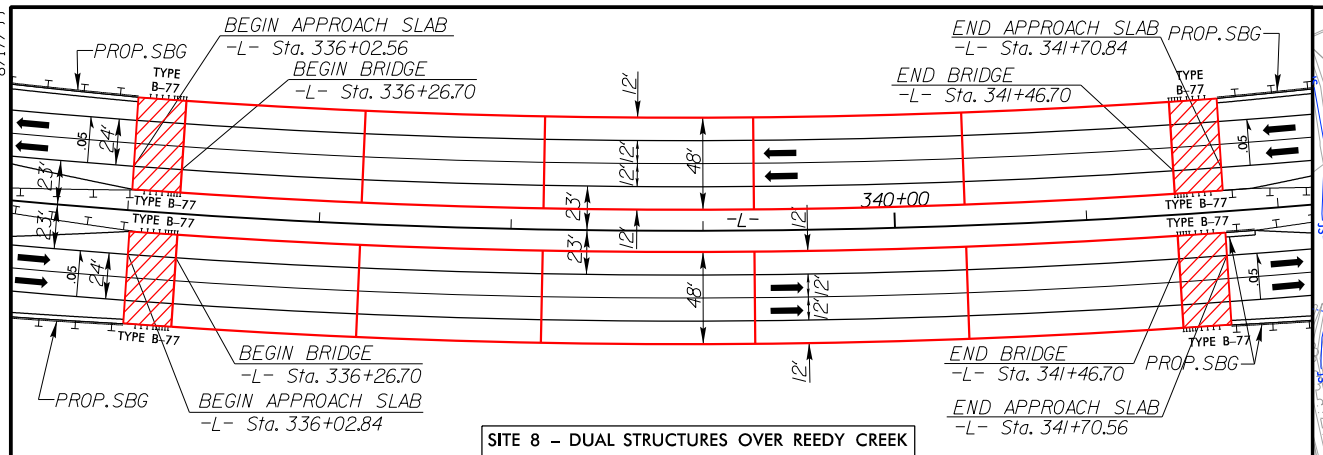 BEGIN APPROACH SLAB
-L- Sta. 336+02.56
END APPROACH SLAB
-L- Sta. 341+70.84
PROP.SBG
PROP.SBG
TYPE
B-77
BEGIN BRIDGE
-L- Sta. 336+26.70
12'
END BRIDGE
-L- Sta. 341+46.70
TYPE
B-77
.05
24'
12'
12'
48'
.05
23'
12'
12'
TYPE B-77
TYPE B-77
23'
340+00
-L-
12'
12'
TYPE B-77
TYPE B-77
23'
23'
.05
24'
48'
12'
12'
.05
TYPE B-77
TYPE B-77
BEGIN BRIDGE
-L- Sta. 336+26.70
12'
END BRIDGE
-L- Sta. 341+46.70
PROP.SBG
PROP.SBG
BEGIN APPROACH SLAB
-L- Sta. 336+02.84
END APPROACH SLAB
-L- Sta. 341+70.56
SITE 8 – DUAL STRUCTURES OVER REEDY CREEK